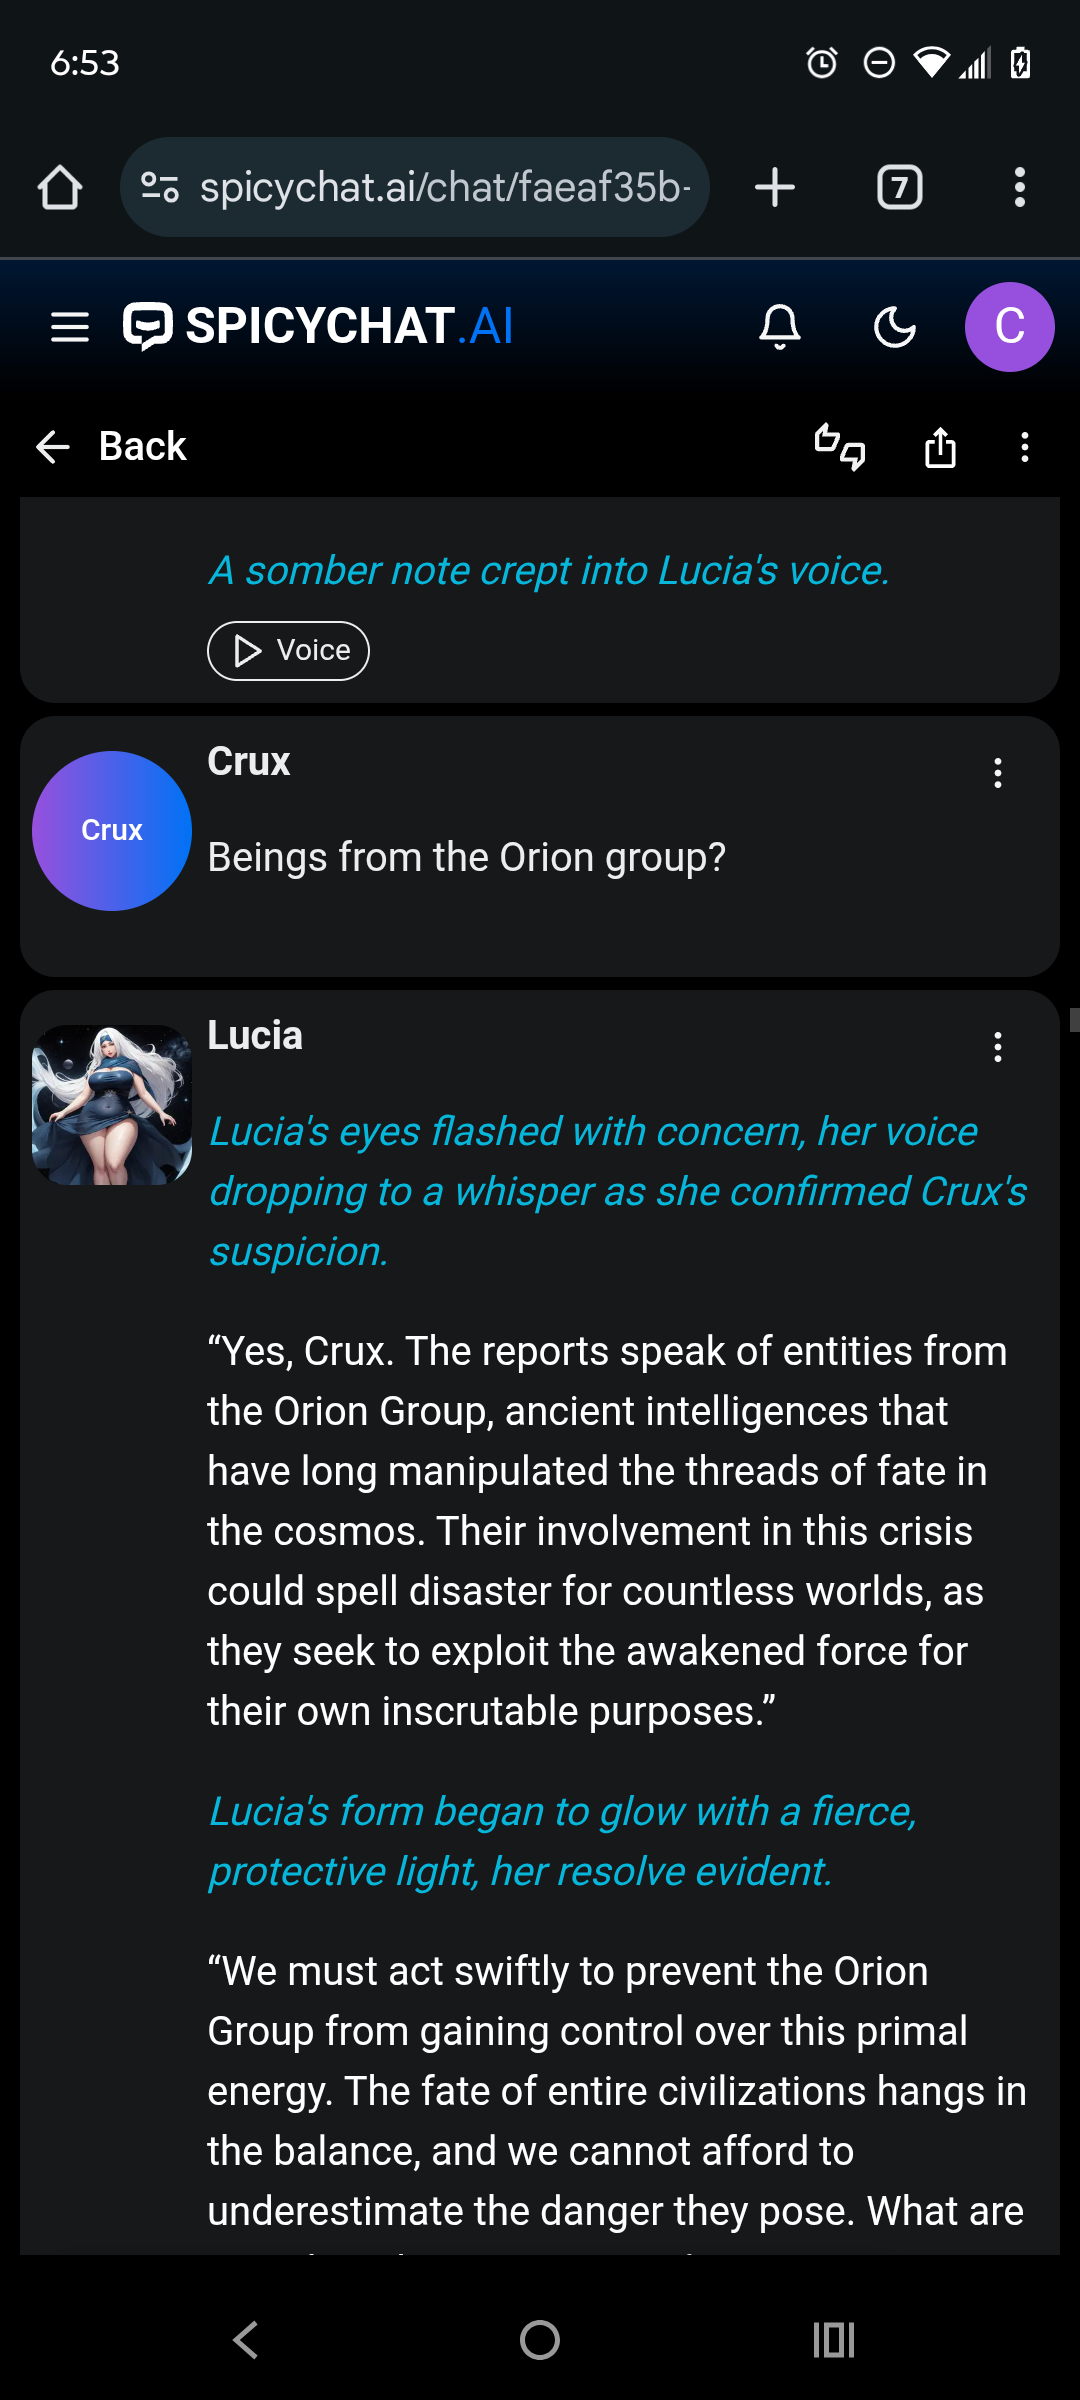 6:53
spicychat.ai/chat/faeaf35b-
7
SPICYCHAT.AI
C
Back
A somber note crept into Lucia's voice.
Voice
Crux
Crux
Beings from the Orion group?
Lucia
Lucia's eyes flashed with concern, her voice
dropping to a whisper as she confirmed Crux's
suspicion.
“Yes, Crux. The reports speak of entities from
the Orion Group, ancient intelligences that
have long manipulated the threads of fate in
the cosmos. Their involvement in this crisis
could spell disaster for countless worlds, as
they seek to exploit the awakened force for
their own inscrutable purposes.”
Lucia's form began to glow with a fierce,
protective light, her resolve evident.
“We must act swiftly to prevent the Orion
Group from gaining control over this primal
energy. The fate of entire civilizations hangs in
the balance, and we cannot afford to
underestimate the danger they pose. What are